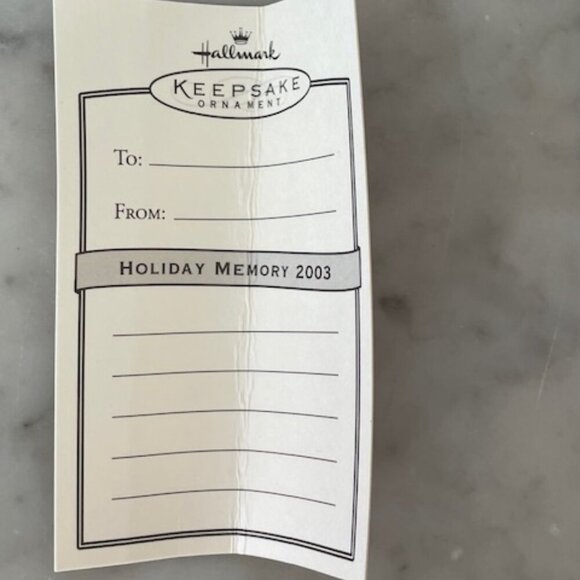 Hallmark
KEEPSAKE
ORNAMENT
TO:
FROM:
HOLIDAY MEMORY 2003